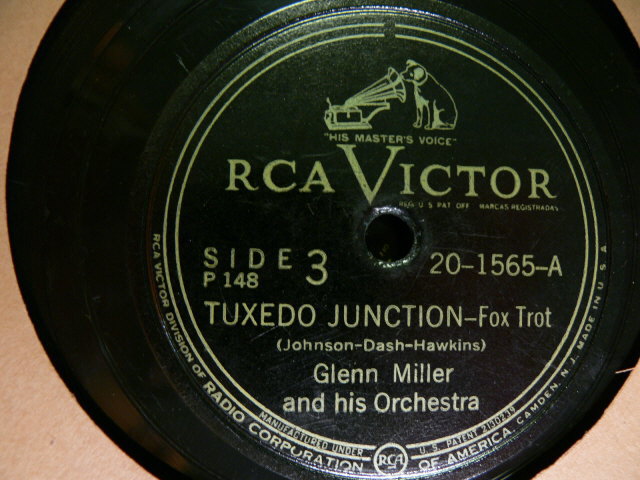 "HIS MASTER'S VOICE"
RCA VICTOR
REG. U S PAT OFF MARCAS REGISTRADAS
SIDE 3
P 148
20-1565-A
TUXEDO JUNCTION-Fox Trot
(Johnson-Dash-Hawkins)
Glenn Miller
and his Orchestra
MANUFACTURED UNDER U. S. PATENT 2130239
RCA VICTOR DIVISION OF RADIO CORPORATION OF AMERICA, CAMDEN, N. J. MADE IN U. S. A.
RCA